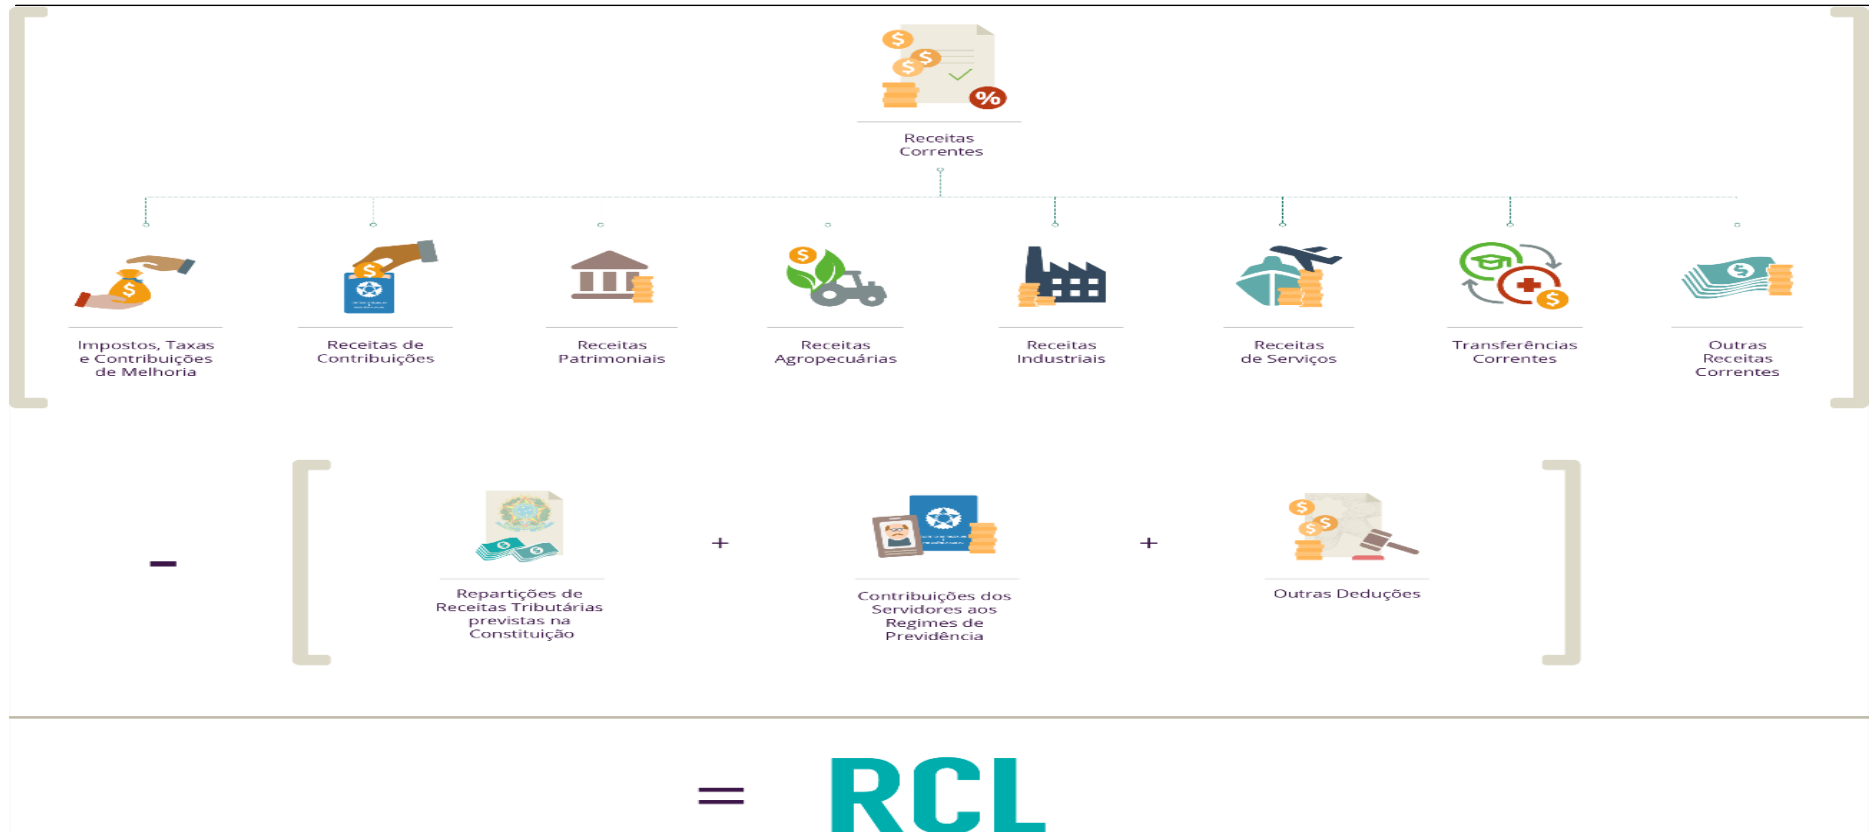 Receitas
Correntes
Impostos, Taxas
e Contribuições
de Melhoria
Receitas de
Contribuições
Receitas
Patrimoniais
Receitas
Agropecuárias
Receitas
Industriais
Receitas
de Serviços
Transferências
Correntes
Outras
Receitas
Correntes
-
Repartições de
Receitas Tributárias
previstas na
Constituição
+
Contribuições dos
Servidores aos
Regimes de
Previdência
+
Outras Deduções
= RCL